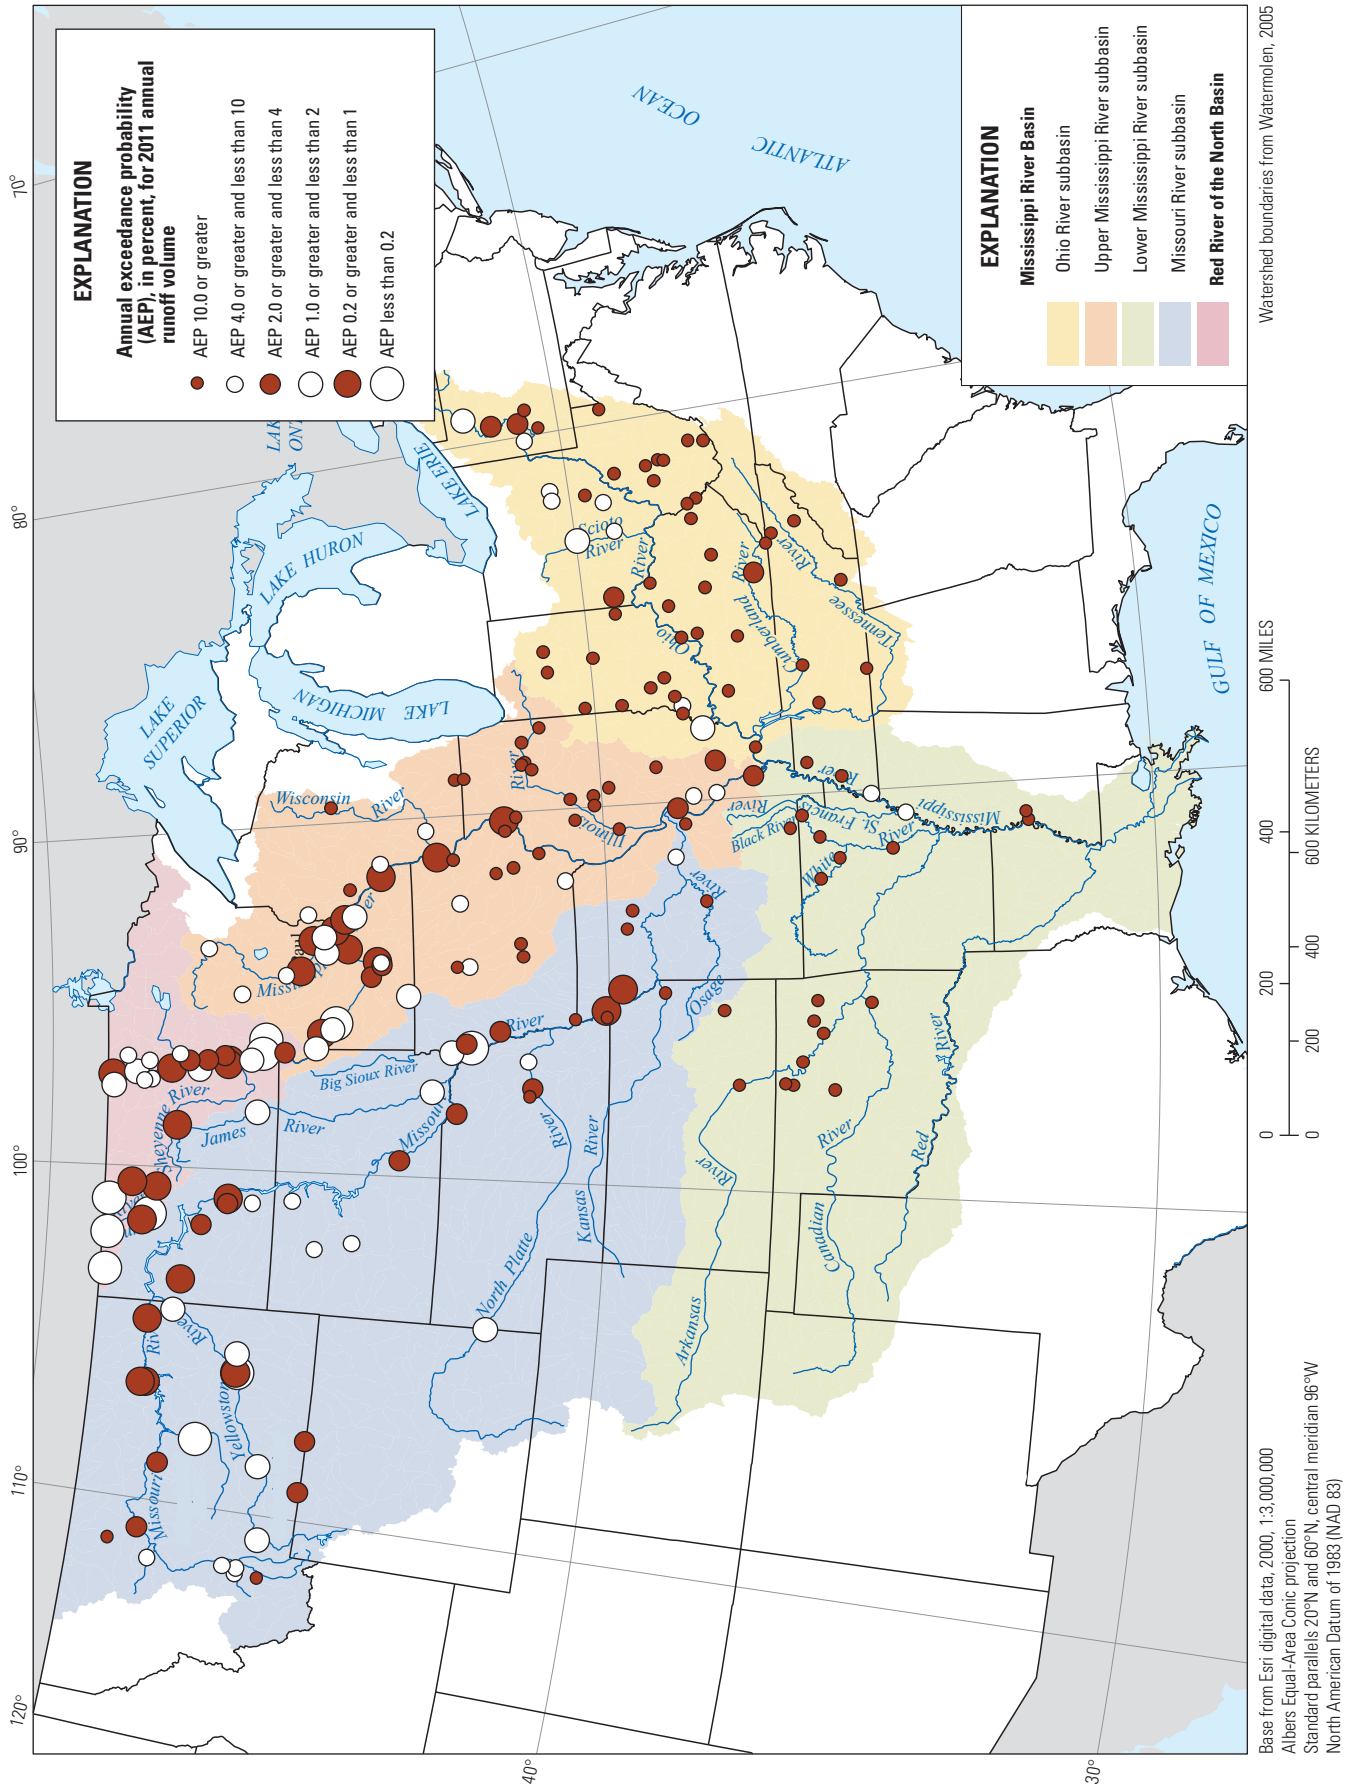 EXPLANATION
Annual exceedance probability
(AEP), in percent, for 2011 annual
runoff volume
AEP 10.0 or greater
AEP 4.0 or greater and less than 10
AEP 2.0 or greater and less than 4
AEP 1.0 or greater and less than 2
AEP 0.2 or greater and less than 1
AEP less than 0.2
EXPLANATION
Mississippi River Basin
Ohio River subbasin
Upper Mississippi River subbasin
Lower Mississippi River subbasin
Missouri River subbasin
Red River of the North Basin
120°
110°
100°
90°
80°
70°
40°
30°
LAKE
SUPERIOR
LAKE MICHIGAN
LAKE HURON
LAKE ERIE
ATLANTIC
OCEAN
GULF OF MEXICO
Wisconsin
River
River
Illinois
Scioto
River
Ohio
River
Cumberland
River
Tennessee
River
Sheyenne River
James
River
Big Sioux River
Missouri
River
Missouri
River
Yellowstone
North Platte
River
Kansas
River
Osage
River
Black River
River
St. Francis
White
River
Mississippi
Arkansas
River
Canadian
River
Red
River
0 200 400 600 MILES
0 200 400 600 KILOMETERS
Base from Esri digital data, 2000, 1:3,000,000
Albers Equal-Area Conic projection
Standard parallels 20°N and 60°N, central meridian 96°W
North American Datum of 1983 (NAD 83)
Watershed boundaries from Watermolen, 2005